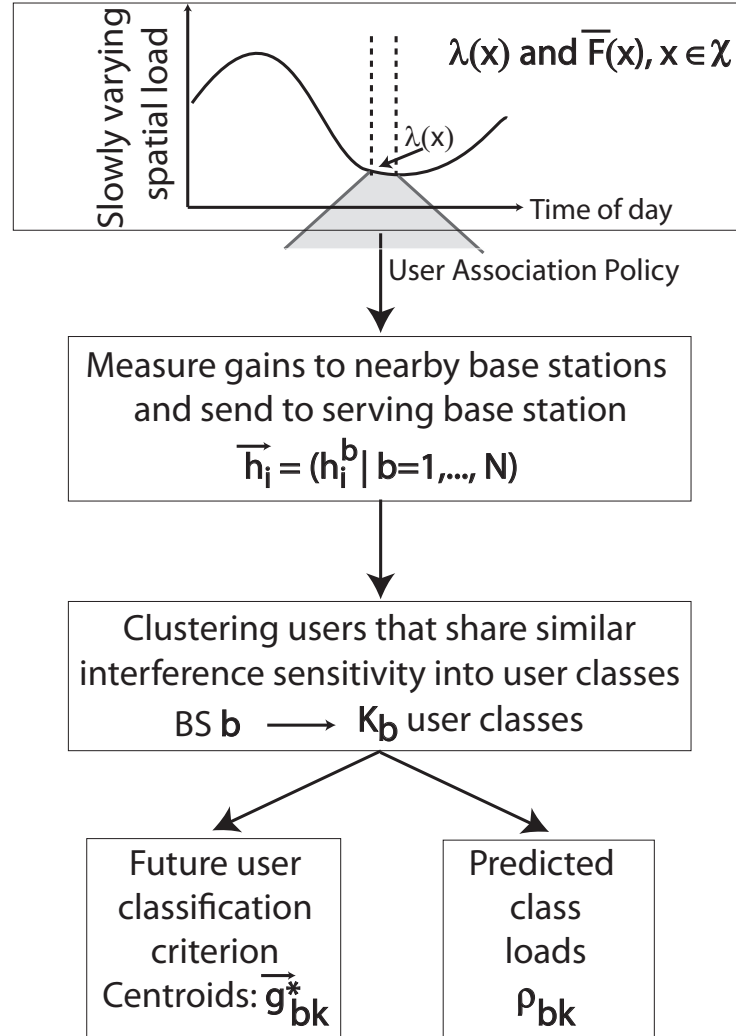 Slowly varying
spatial load
λ(x) and F̅(x), x ∈ χ
λ(x)
Time of day
User Association Policy
Measure gains to nearby base stations
and send to serving base station
h⃗ᵢ = (hᵢᵇ | b=1,..., N)
Clustering users that share similar
interference sensitivity into user classes
BS b ⟶ K_b user classes
Future user
classification
criterion
Centroids: g⃗*_bk
Predicted
class
loads
ρ_bk